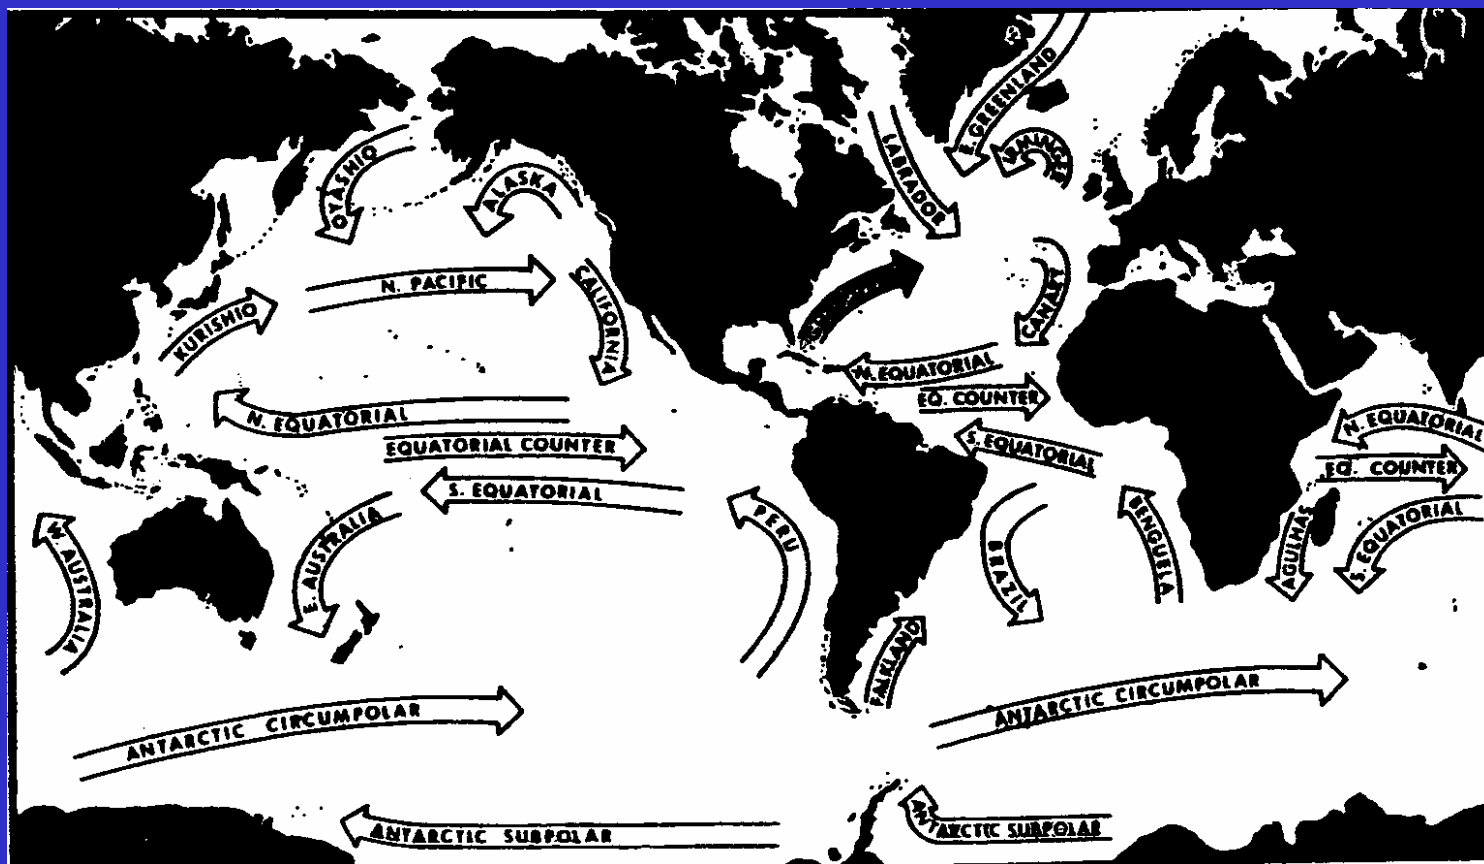 E. GREENLAND
IRMINGER
LABRADOR
OYASHIO
ALASKA
N. PACIFIC
CALIFORNIA
KURISHIO
CANARY
N. EQUATORIAL
EQ. COUNTER
N. EQUATORIAL
EQUATORIAL COUNTER
S. EQUATORIAL
S. EQUATORIAL
N. EQUATORIAL
EQ. COUNTER
S. EQUATORIAL
AGULHAS
BENGUELA
BRAZIL
PERU
E. AUSTRALIA
W. AUSTRALIA
FALKLAND
ANTARCTIC CIRCUMPOLAR
ANTARCTIC CIRCUMPOLAR
ANTARCTIC SUBPOLAR
ANTARCTIC SUBPOLAR